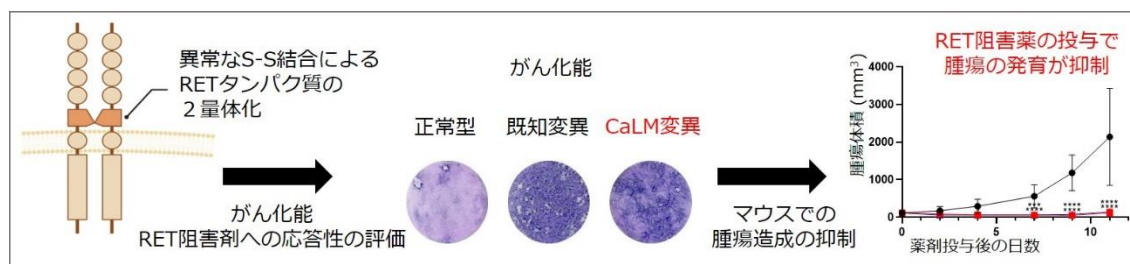 異常なS-S結合による
RETタンパク質の
２量体化
がん化能
RET阻害剤への応答性の評価
がん化能
正常型
既知変異
CaLM変異
マウスでの
腫瘍造成の抑制
RET阻害薬の投与で
腫瘍の発育が抑制
腫瘍体積 (mm³)
4000
3000
2000
1000
0
0
5
10
**** ****
**** ****
**** ****
薬剤投与後の日数